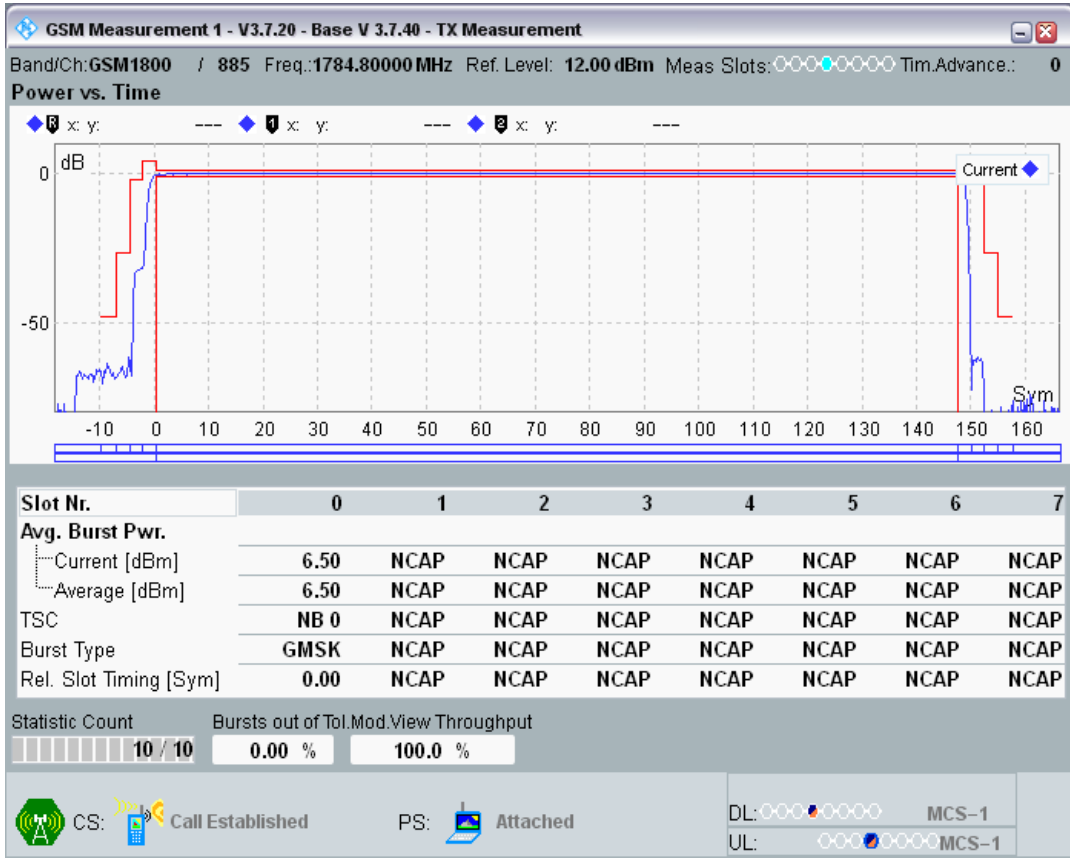 GSM Measurement 1 - V3.7.20 - Base V 3.7.40 - TX Measurement
Band/Ch:GSM1800 / 885 Freq.:1784.80000 MHz Ref. Level: 12.00 dBm Meas Slots: Tim.Advance.: 0
Power vs. Time
R x: y: --- 1 x: y: --- 2 x: y: ---
dB
Current
0
-50
Sym
-10 0 10 20 30 40 50 60 70 80 90 100 110 120 130 140 150 160
Slot Nr. 0 1 2 3 4 5 6 7
Avg. Burst Pwr.
Current [dBm] 6.50 NCAP NCAP NCAP NCAP NCAP NCAP NCAP
Average [dBm] 6.50 NCAP NCAP NCAP NCAP NCAP NCAP NCAP
TSC NB 0 NCAP NCAP NCAP NCAP NCAP NCAP NCAP
Burst Type GMSK NCAP NCAP NCAP NCAP NCAP NCAP NCAP
Rel. Slot Timing [Sym] 0.00 NCAP NCAP NCAP NCAP NCAP NCAP NCAP
Statistic Count Bursts out of Tol.Mod.View Throughput
10 / 10 0.00 % 100.0 %
CS: Call Established PS: Attached
DL: MCS-1
UL: MCS-1